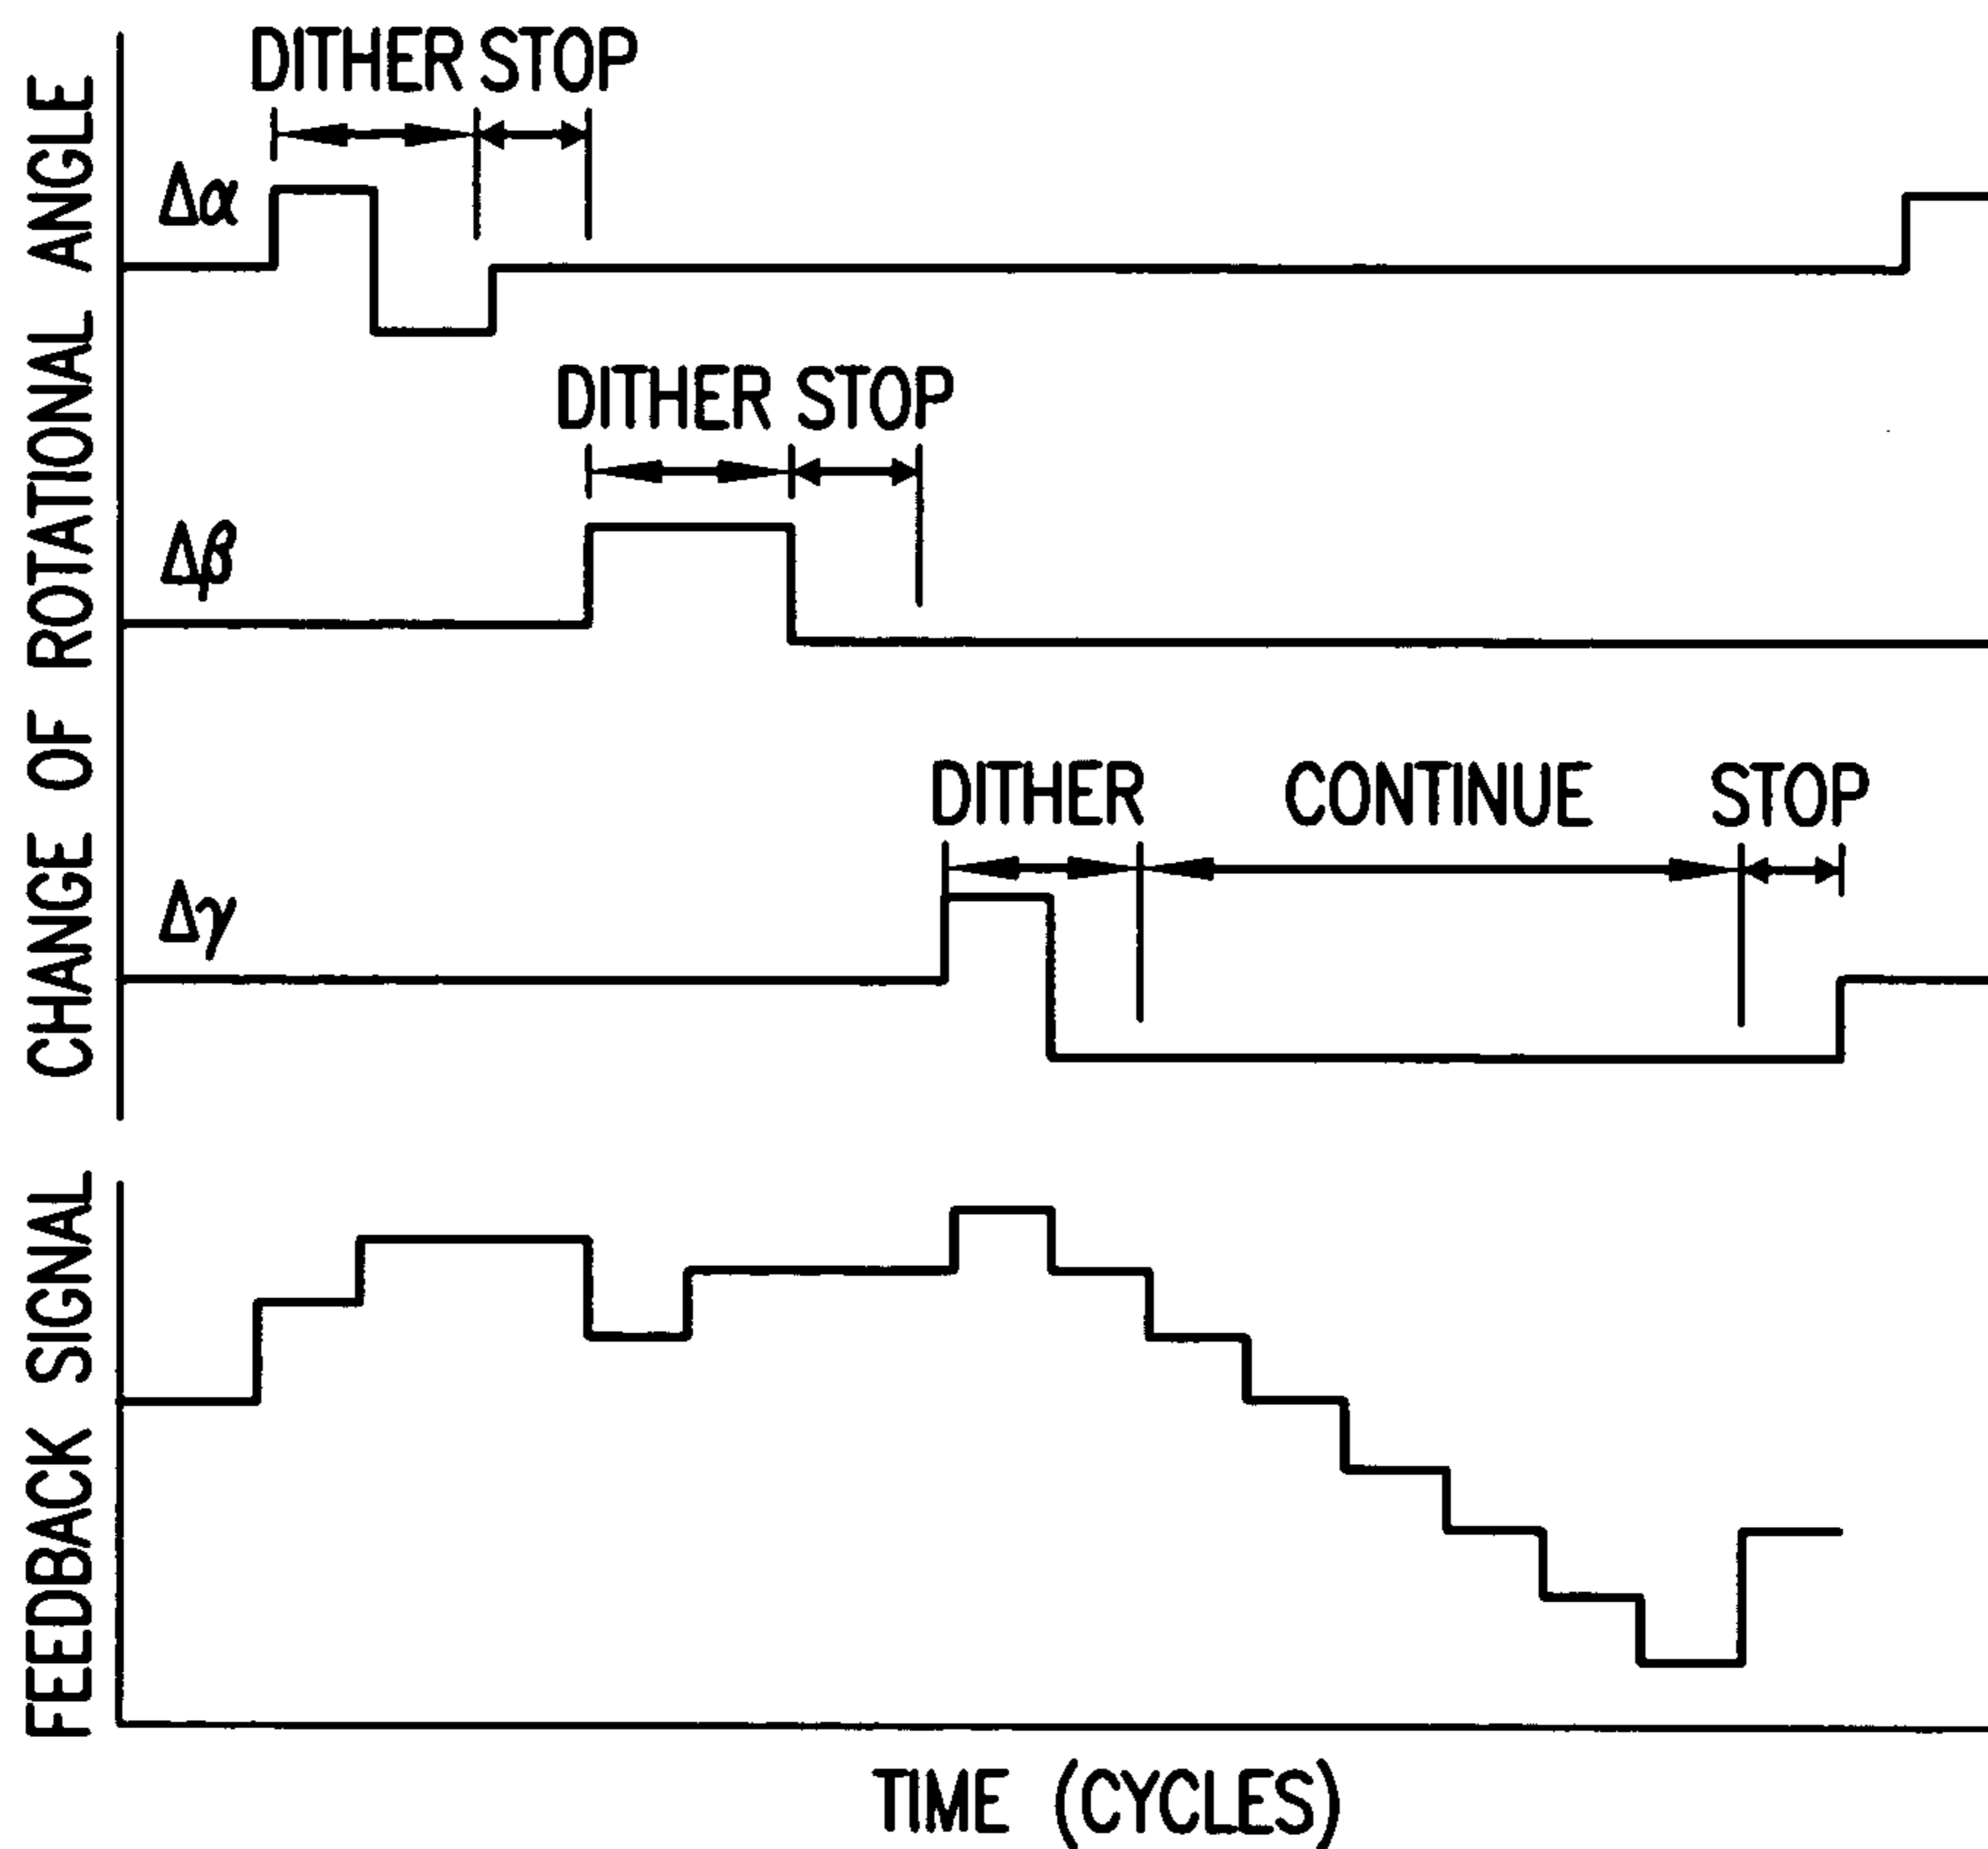 CHANGE OF ROTATIONAL ANGLE
DITHER STOP
Δα
DITHER STOP
Δβ
DITHER CONTINUE STOP
Δγ
FEEDBACK SIGNAL
TIME (CYCLES)